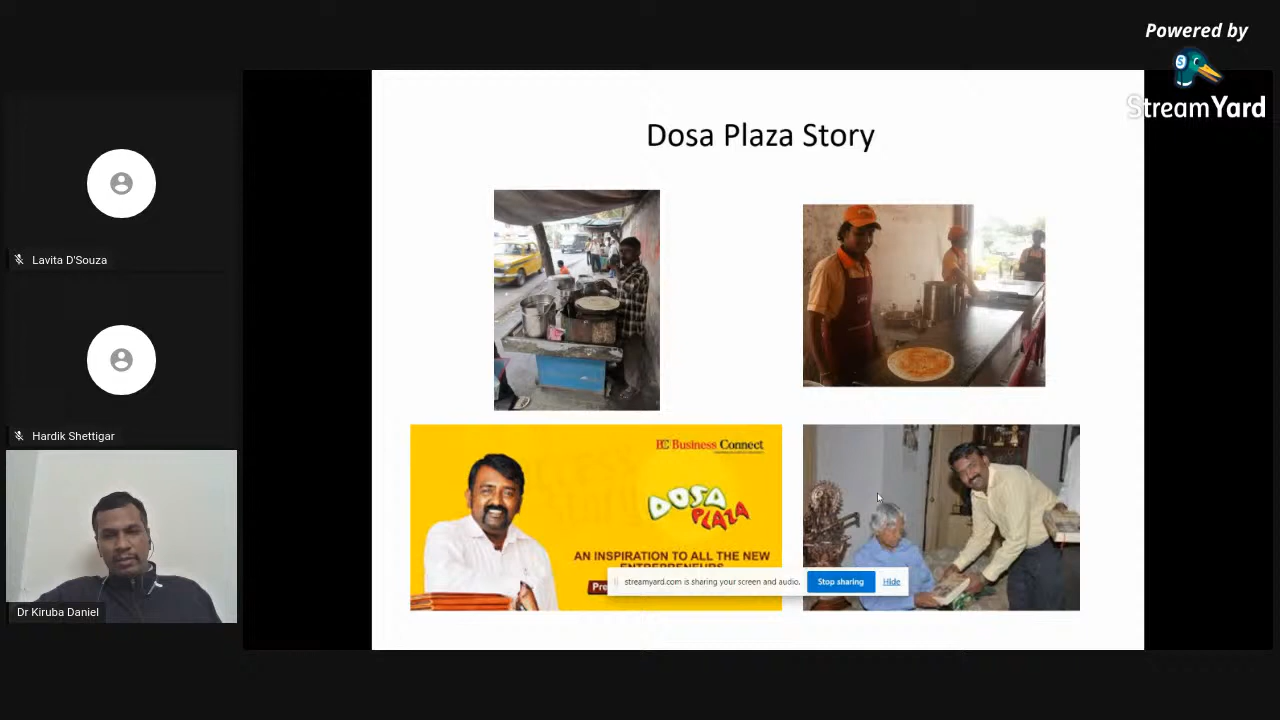 Powered by
StreamYard
Dosa Plaza Story
Lavita D'Souza
Hardik Shettigar
Dr Kiruba Daniel
BC Business Connect
DOSA
PLAZA
AN INSPIRATION TO ALL THE NEW
ENTREPRENEURS
Pre
streamyard.com is sharing your screen and audio.
Stop sharing
Hide